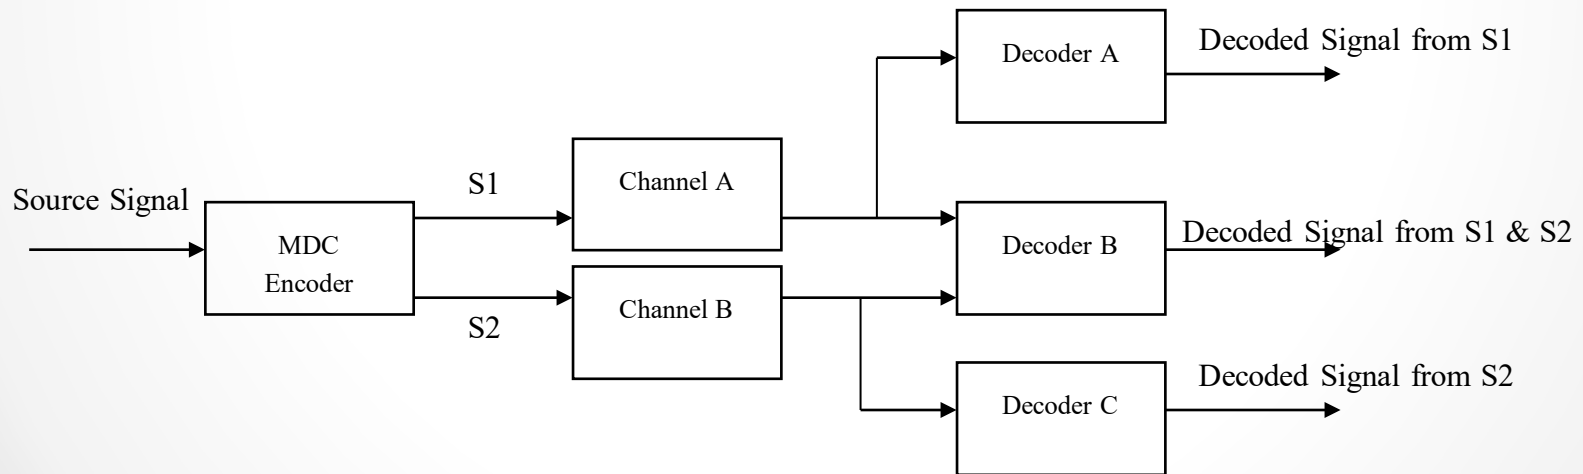 Source Signal
MDC
Encoder
S1
S2
Channel A
Channel B
Decoder A
Decoded Signal from S1
Decoder B
Decoded Signal from S1 & S2
Decoder C
Decoded Signal from S2